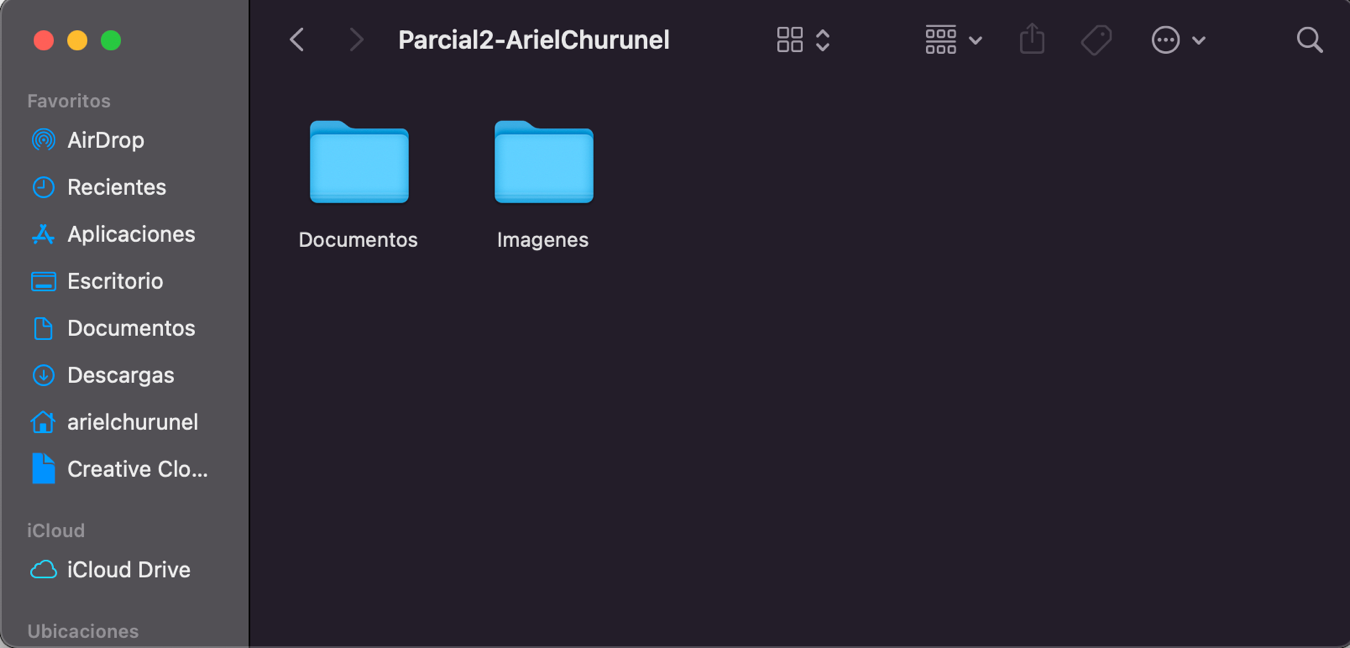 Parcial2-ArielChurunel
Favoritos
AirDrop
Recientes
Aplicaciones
Escritorio
Documentos
Descargas
arielchurunel
Creative Clo...
iCloud
iCloud Drive
Ubicaciones
Documentos
Imagenes